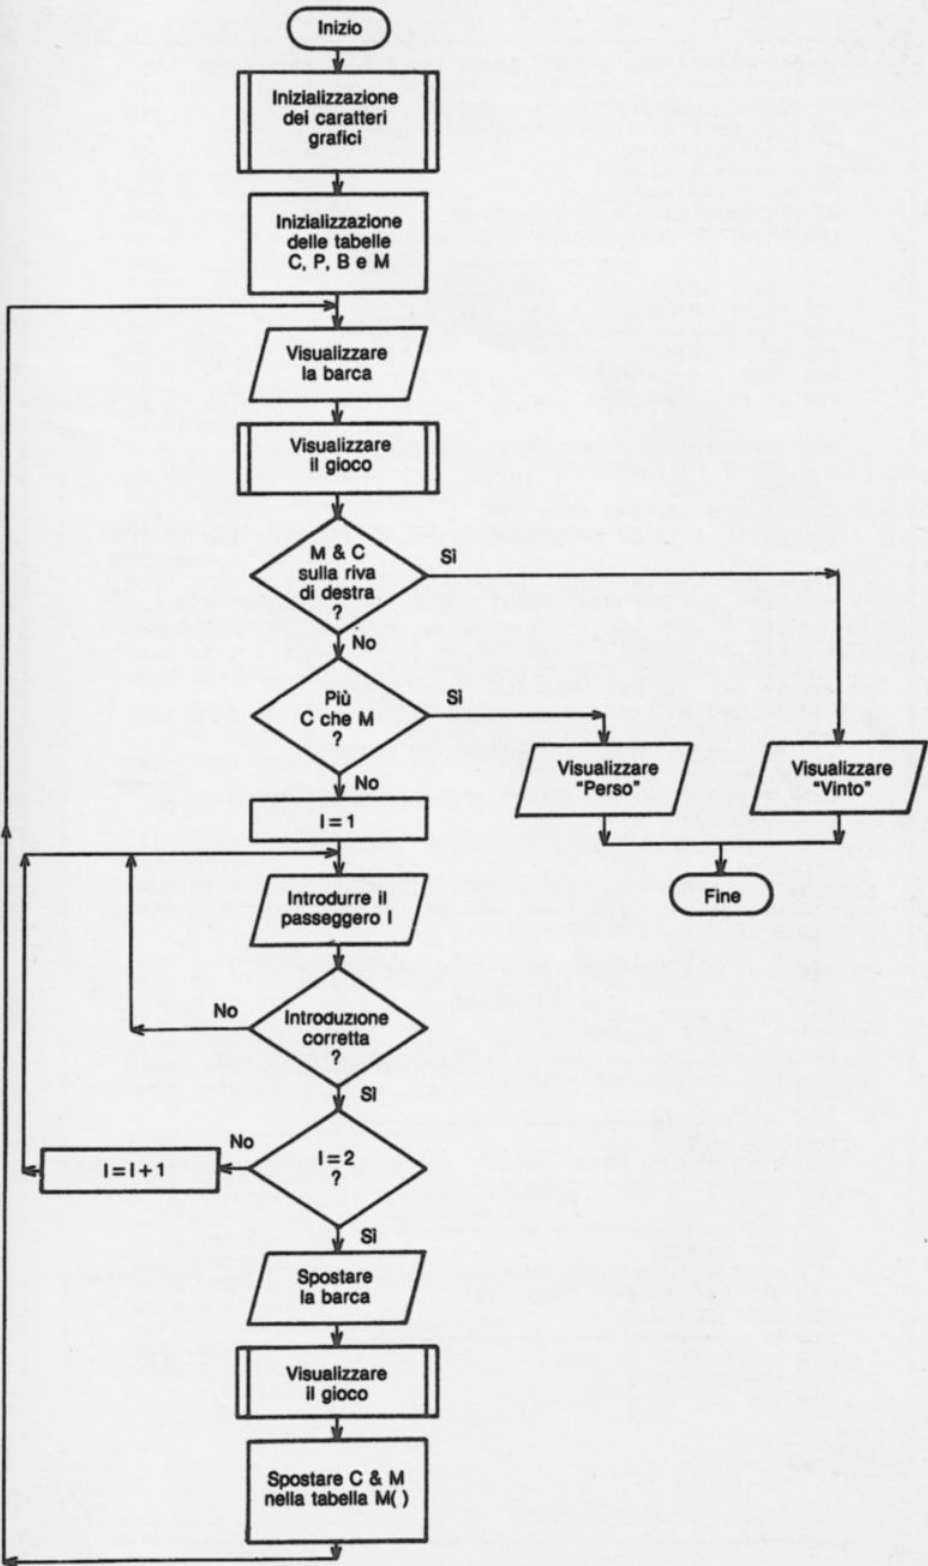 Inizio
Inizializzazione
dei caratteri
grafici
Inizializzazione
delle tabelle
C, P, B e M
Visualizzare
la barca
Visualizzare
il gioco
M & C
sulla riva
di destra
?
Sì
No
Più
C che M
?
Sì
No
Visualizzare
"Perso"
Visualizzare
"Vinto"
I = 1
Fine
Introdurre il
passeggero I
Introduzione
corretta
?
No
Sì
I = 2
?
No
I = I + 1
Sì
Spostare
la barca
Visualizzare
il gioco
Spostare C & M
nella tabella M( )